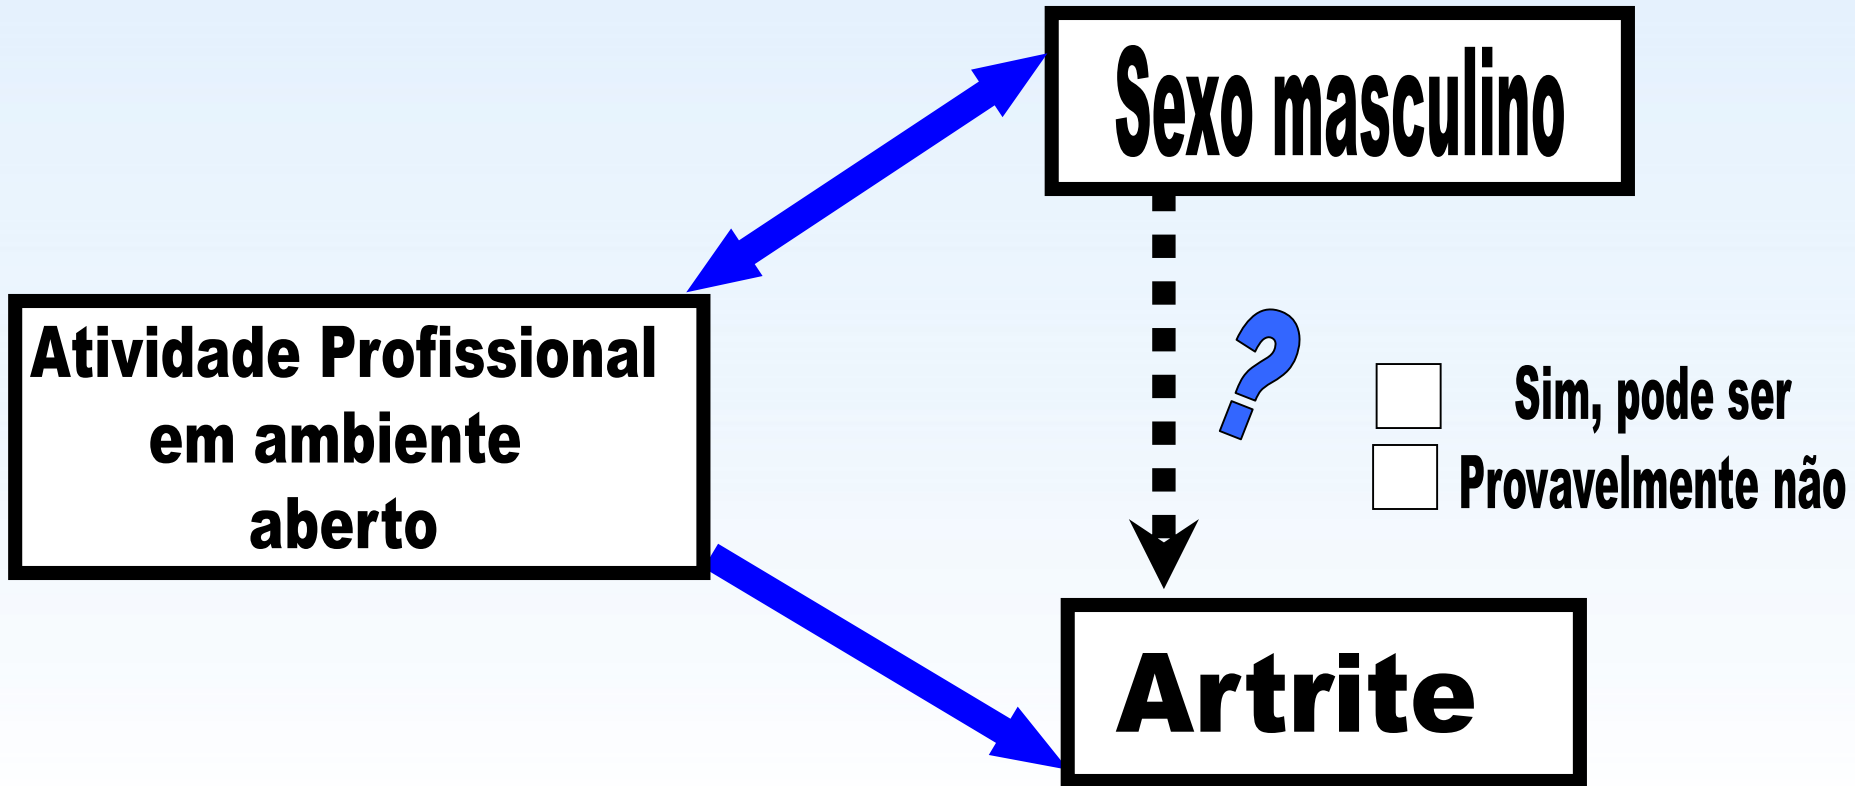 Sexo masculino
Atividade Profissional
em ambiente
aberto
?
Sim, pode ser
Provavelmente não
Artrite